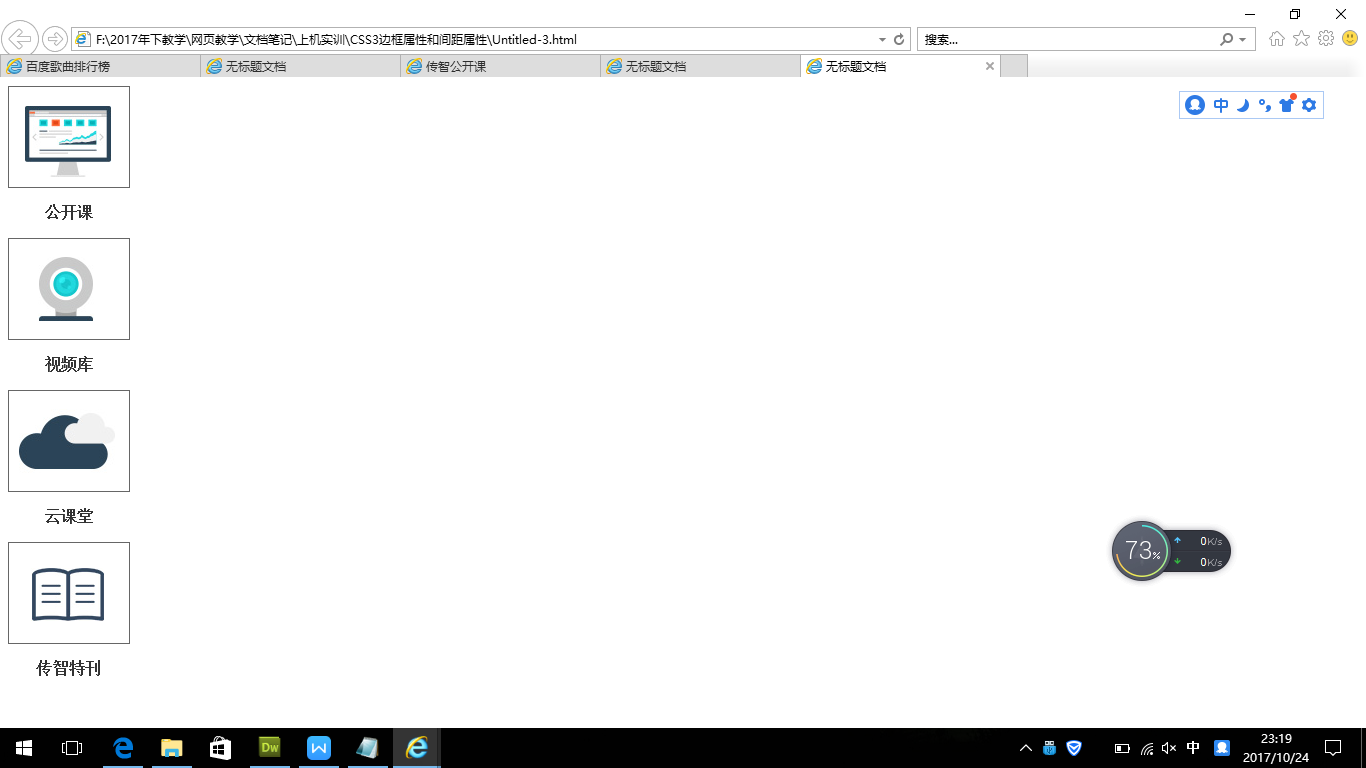 F:\2017年下教学\网页教学\文档笔记\上机实训\CSS3边框属性和间距属性\Untitled-3.html
搜索...
百度歌曲排行榜
无标题文档
传智公开课
无标题文档
无标题文档
中
公开课
视频库
云课堂
传智特刊
73%
0K/s
0K/s
Dw
W
中
23:19
2017/10/24